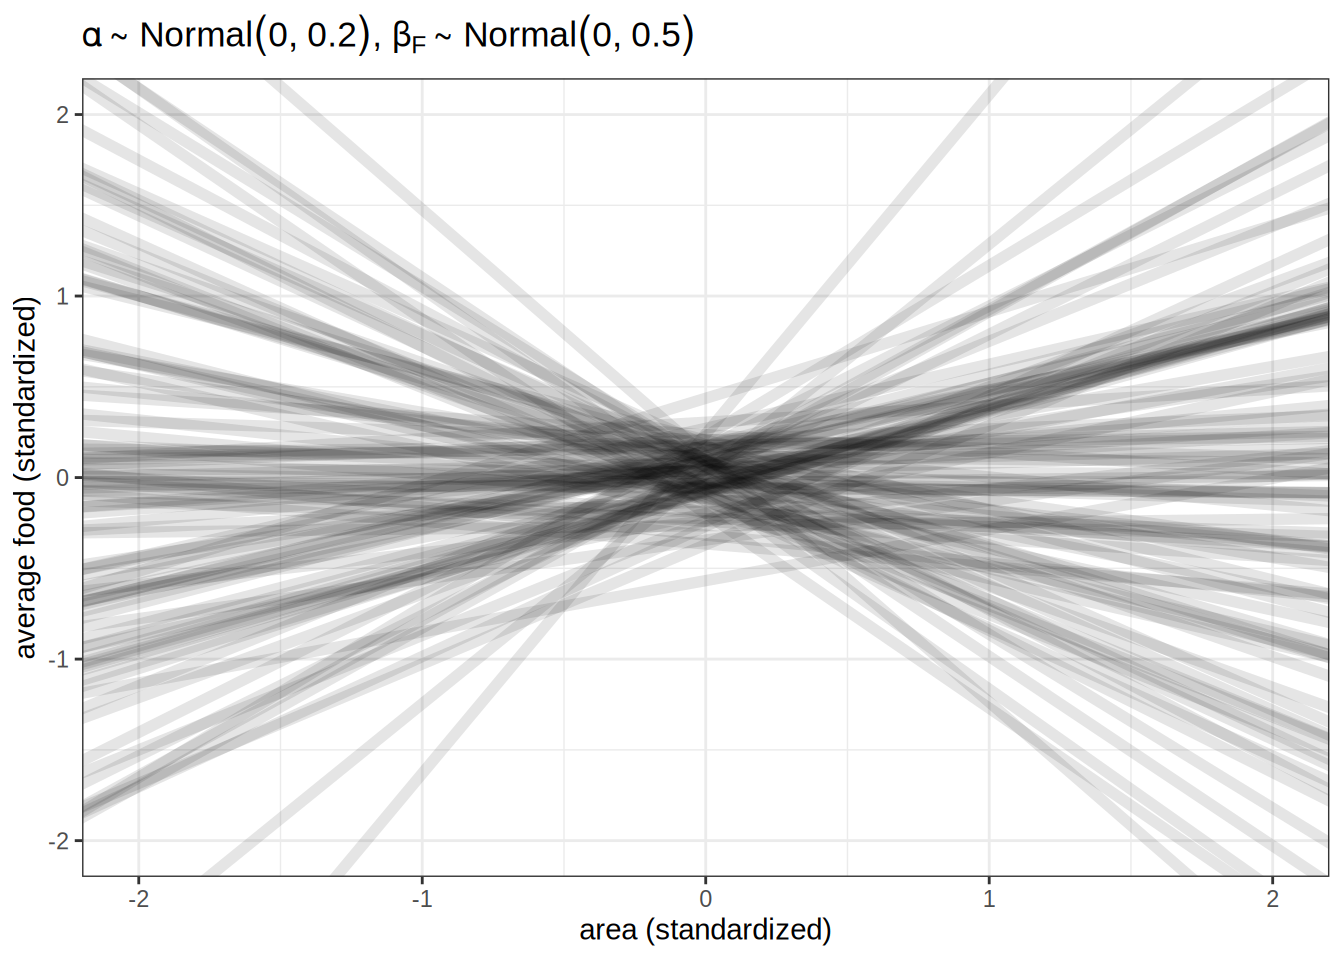 α ~ Normal(0, 0.2), βF ~ Normal(0, 0.5)
2
1
0
-1
-2
average food (standardized)
-2 -1 0 1 2
area (standardized)